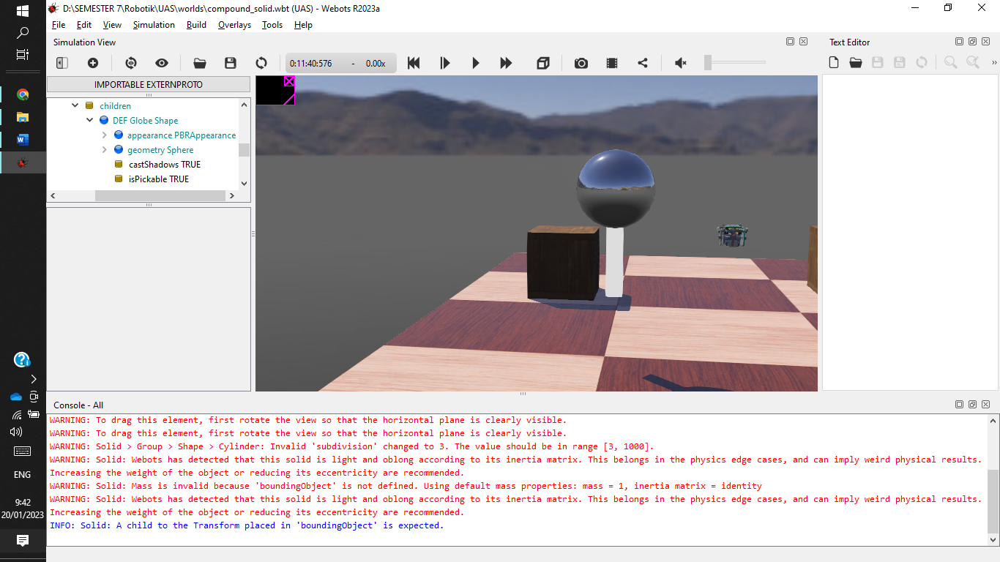 D:\SEMESTER 7\Robotik\UAS\worlds\compound_solid.wbt (UAS) - Webots R2023a
File Edit View Simulation Build Overlays Tools Help
Simulation View
Text Editor
0:11:40:576 - 0.00x
IMPORTABLE EXTERNPROTO
children
DEF Globe Shape
appearance PBRAppearance
geometry Sphere
castShadows TRUE
isPickable TRUE
Console - All
WARNING: To drag this element, first rotate the view so that the horizontal plane is clearly visible.
WARNING: To drag this element, first rotate the view so that the horizontal plane is clearly visible.
WARNING: Solid > Group > Shape > Cylinder: Invalid 'subdivision' changed to 3. The value should be in range [3, 1000].
WARNING: Solid: Webots has detected that this solid is light and oblong according to its inertia matrix. This belongs in the physics edge cases, and can imply weird physical results.
Increasing the weight of the object or reducing its eccentricity are recommended.
WARNING: Solid: Mass is invalid because 'boundingObject' is not defined. Using default mass properties: mass = 1, inertia matrix = identity
WARNING: Solid: Webots has detected that this solid is light and oblong according to its inertia matrix. This belongs in the physics edge cases, and can imply weird physical results.
Increasing the weight of the object or reducing its eccentricity are recommended.
INFO: Solid: A child to the Transform placed in 'boundingObject' is expected.
ENG
9:42
20/01/2023